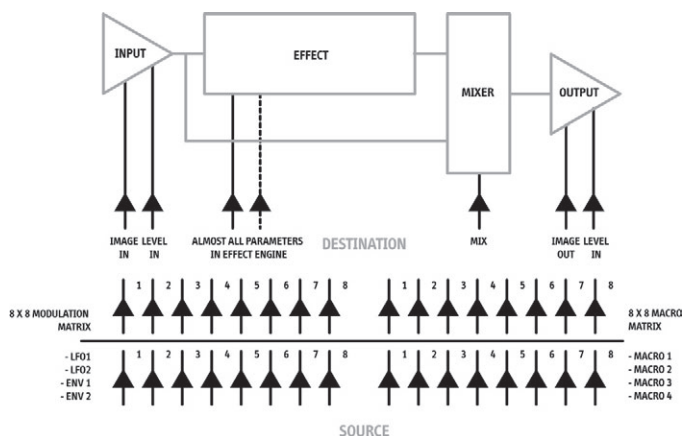 INPUT
EFFECT
MIXER
OUTPUT
IMAGE LEVEL
IN IN
ALMOST ALL PARAMETERS
IN EFFECT ENGINE
DESTINATION
MIX
IMAGE LEVEL
OUT IN
8 X 8 MODULATION
MATRIX
1 2 3 4 5 6 7 8
1 2 3 4 5 6 7 8
8 X 8 MACRO
MATRIX
- LFO1
- LFO2
- ENV 1
- ENV 2
1 2 3 4 5 6 7 8
1 2 3 4 5 6 7 8
- MACRO 1
- MACRO 2
- MACRO 3
- MACRO 4
SOURCE